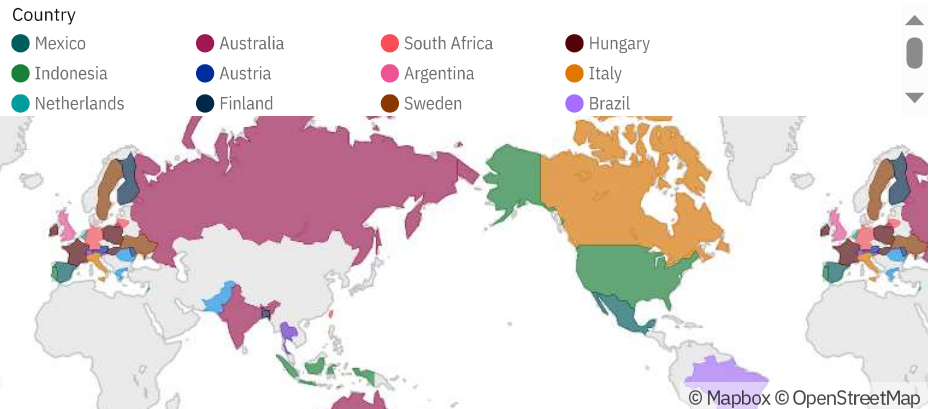 Country
Mexico Australia South Africa Hungary
Indonesia Austria Argentina Italy
Netherlands Finland Sweden Brazil
© Mapbox © OpenStreetMap